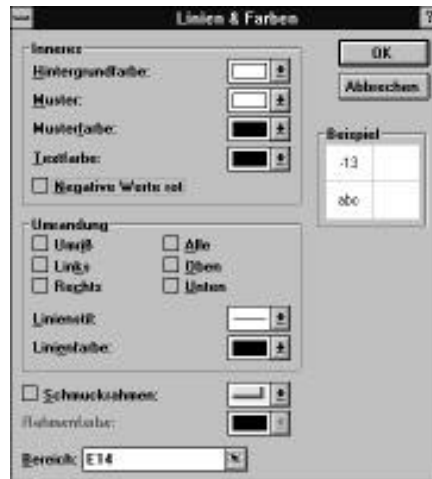 Linien & Farben
?
Inneres
Hintergrundfarbe:
Muster:
Musterfarbe:
Textfarbe:
Negative Werte rot
OK
Abbrechen
Beispiel
-13
abc
Umrandung
Umriß
Alle
Links
Oben
Rechts
Unten
Linienstil:
Linienfarbe:
Schmuckrahmen:
Rahmenfarbe:
Bereich: E14